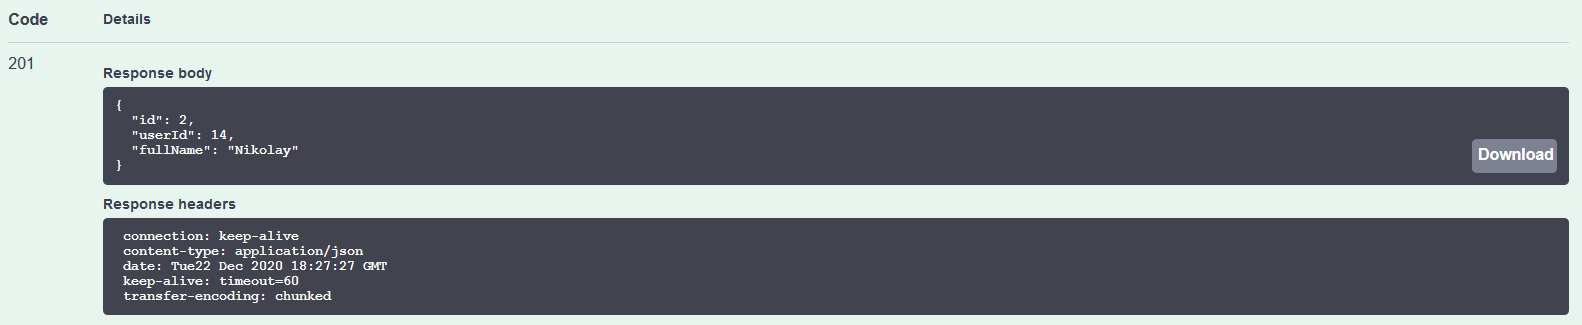 Code Details
201
Response body
{
  "id": 2,
  "userId": 14,
  "fullName": "Nikolay"
}
Download
Response headers
connection: keep-alive
content-type: application/json
date: Tue22 Dec 2020 18:27:27 GMT
keep-alive: timeout=60
transfer-encoding: chunked